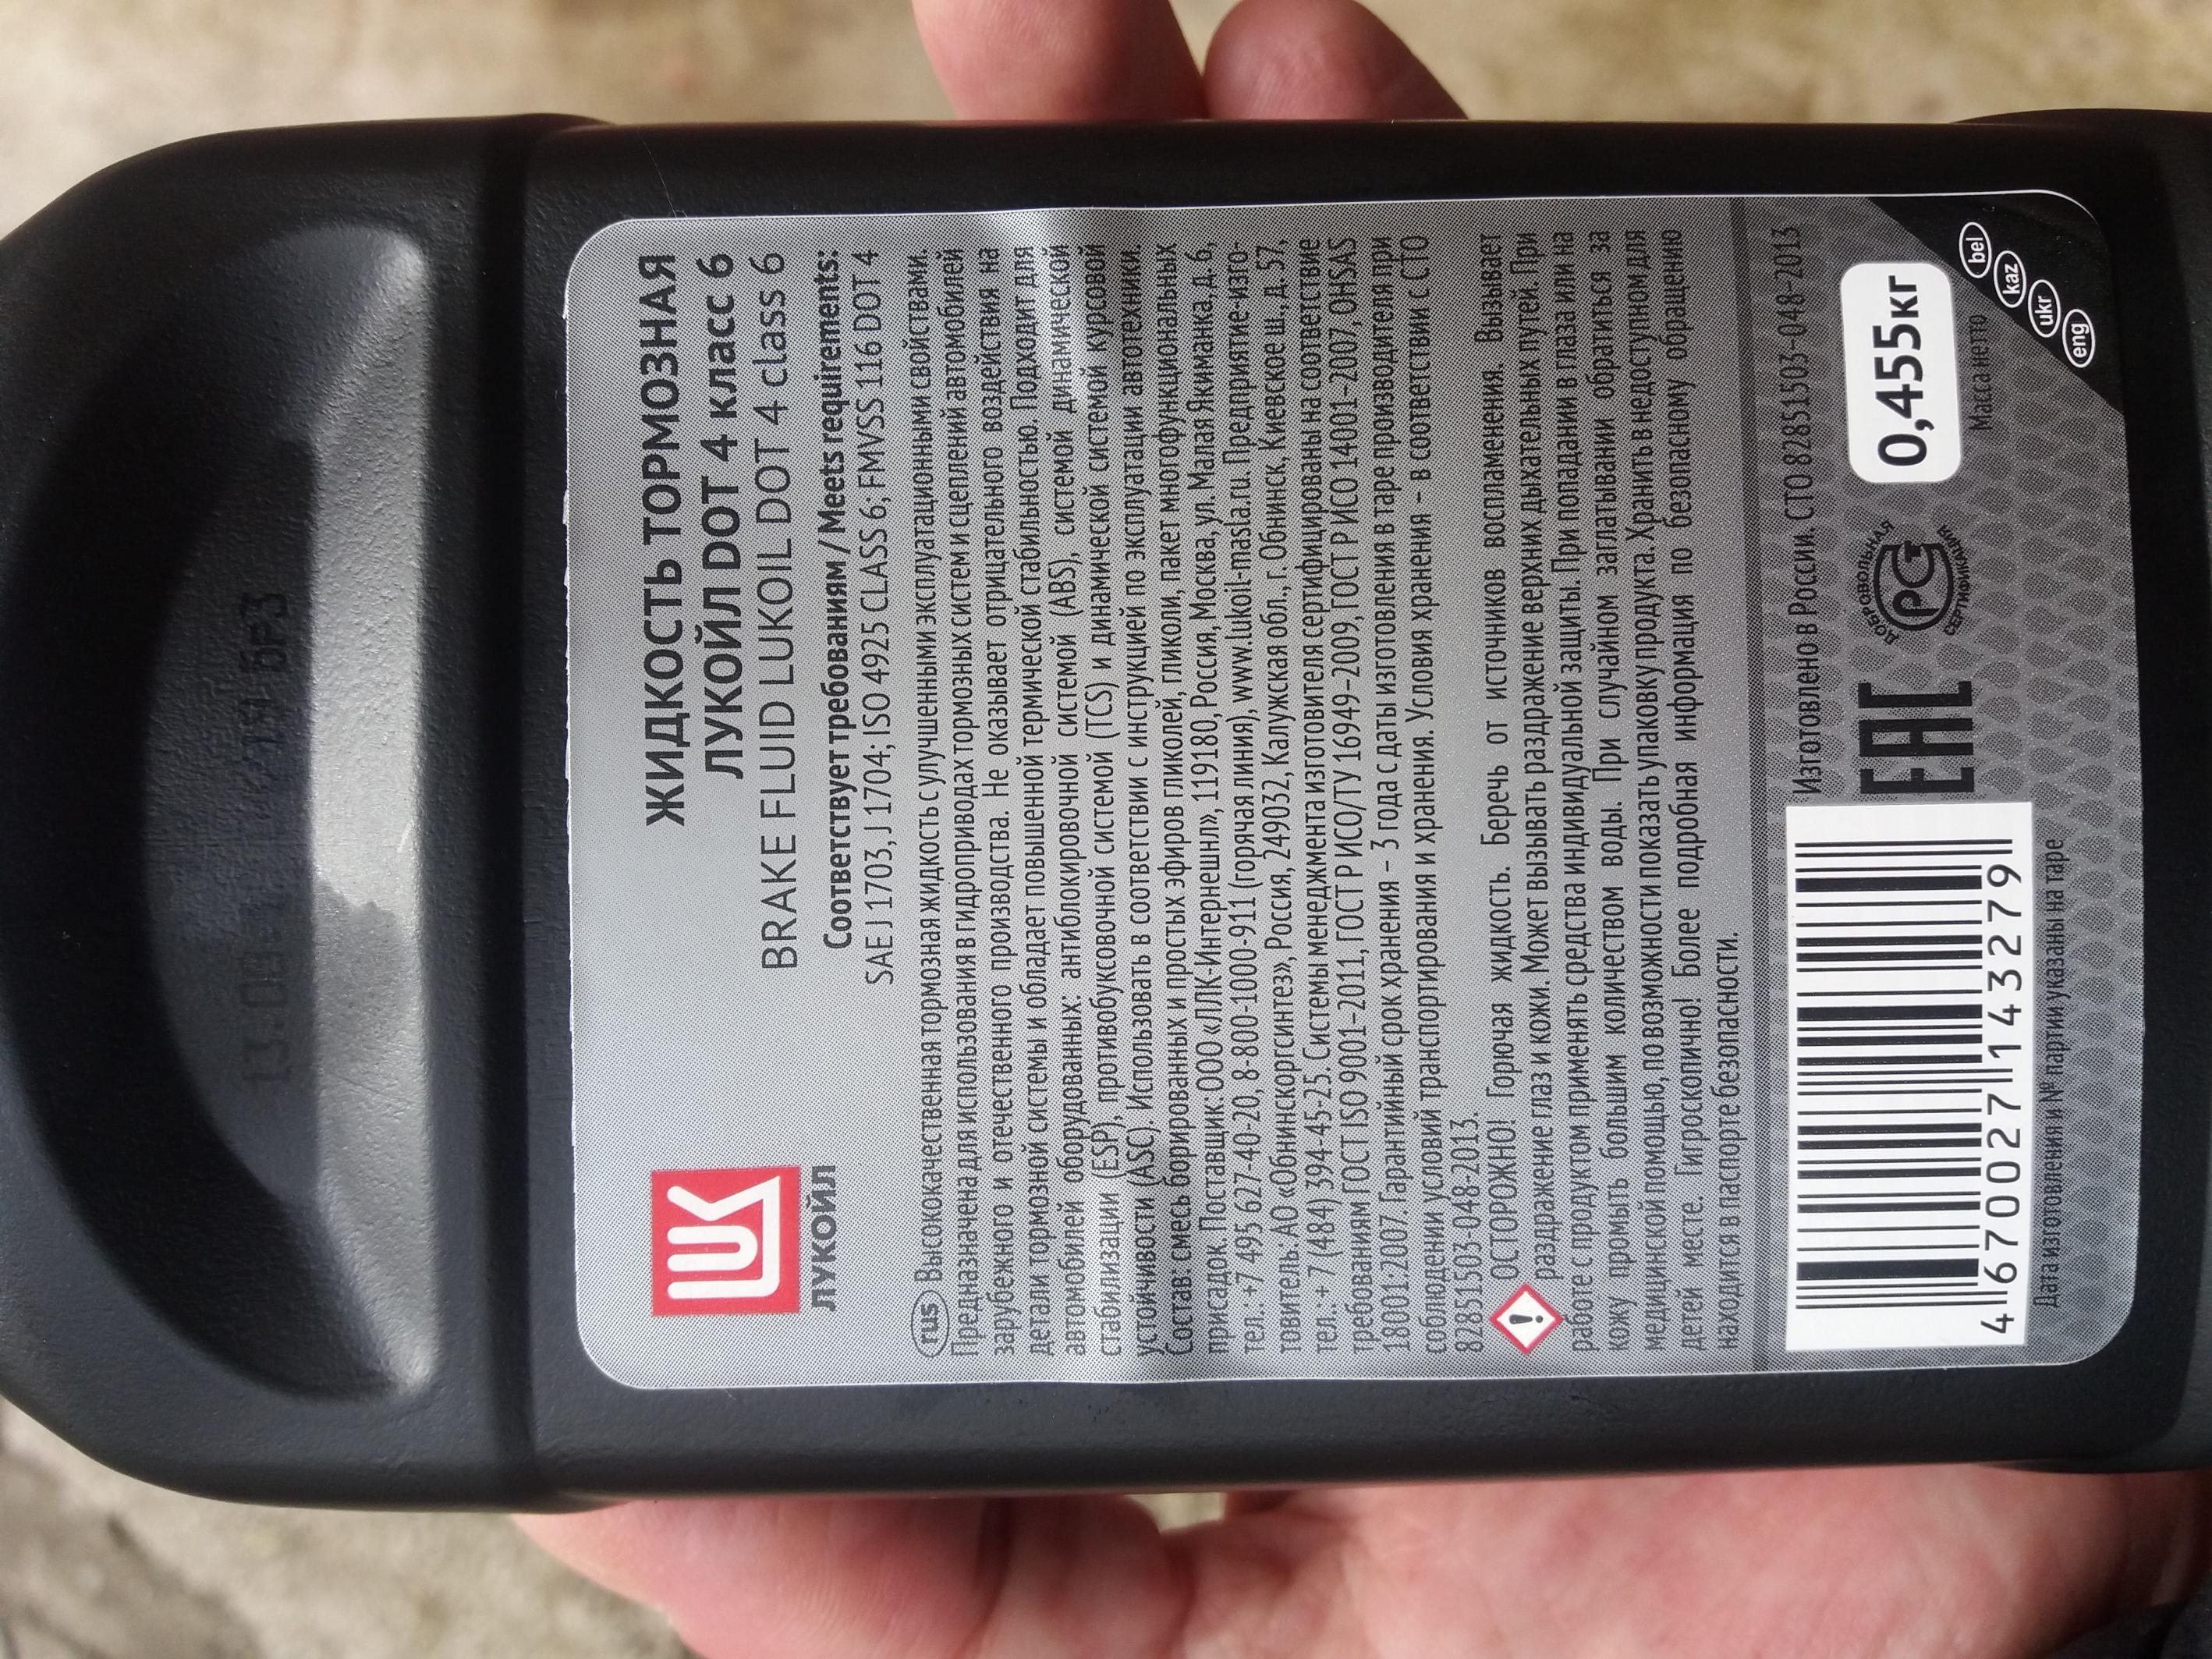 ЛУКОЙЛ
ЖИДКОСТЬ ТОРМОЗНАЯ
ЛУКОЙЛ DOT 4 класс 6
BRAKE FLUID LUKOIL DOT 4 class 6
Соответствует требованиям / Meets requirements:
SAE J 1703, J 1704; ISO 4925 CLASS 6; FMVSS 116 DOT 4
rus Высококачественная тормозная жидкость с улучшенными эксплуатационными свойствами.
Предназначена для использования в гидроприводах тормозных систем и сцеплений автомобилей
зарубежного и отечественного производства. Не оказывает отрицательного воздействия на
детали тормозной системы и обладает повышенной термической стабильностью. Подходит для
автомобилей оборудованных: антиблокировочной системой (ABS), системой динамической
стабилизации (ESP), противобуксовочной системой (TCS) и динамической системой курсовой
устойчивости (ASC). Использовать в соответствии с инструкцией по эксплуатации автотехники.
Состав: смесь борированных и простых эфиров гликолей, гликоли, пакет многофункциональных
присадок. Поставщик: ООО «ЛЛК-Интернешнл», 119180, Россия, Москва, ул. Малая Якиманка, д. 6,
тел.: +7 495 627-40-20, 8-800-1000-911 (горячая линия), www.lukoil-masla.ru. Предприятие-изго-
товитель: АО «Обнинскоргсинтез», Россия, 249032, Калужская обл., г. Обнинск, Киевское ш., д. 57,
тел.: + 7 (484) 394-45-25. Системы менеджмента изготовителя сертифицированы на соответствие
требованиям ГОСТ ISO 9001-2011, ГОСТ Р ИСО/ТУ 16949-2009, ГОСТ Р ИСО 14001-2007, OHSAS
18001:2007. Гарантийный срок хранения – 3 года с даты изготовления в таре производителя при
соблюдении условий транспортирования и хранения. Условия хранения – в соответствии с СТО
82851503-048-2013.
ОСТОРОЖНО! Горючая жидкость. Беречь от источников воспламенения. Вызывает
раздражение глаз и кожи. Может вызывать раздражение верхних дыхательных путей. При
работе с продуктом применять средства индивидуальной защиты. При попадании в глаза или на
кожу промыть большим количеством воды. При случайном заглатывании обратиться за
медицинской помощью, по возможности показать упаковку продукта. Хранить в недоступном для
детей месте. Гигроскопично! Более подробная информация по безопасному обращению
находится в паспорте безопасности.
Изготовлено в России. СТО 82851503-048-2013
4 670027 143279
EAC
ДОБРОВОЛЬНАЯ
РСТ
СЕРТИФИКАЦИЯ
0,455кг
Масса нетто
Дата изготовления и № партии указаны на таре
eng
ukr
kaz
bel